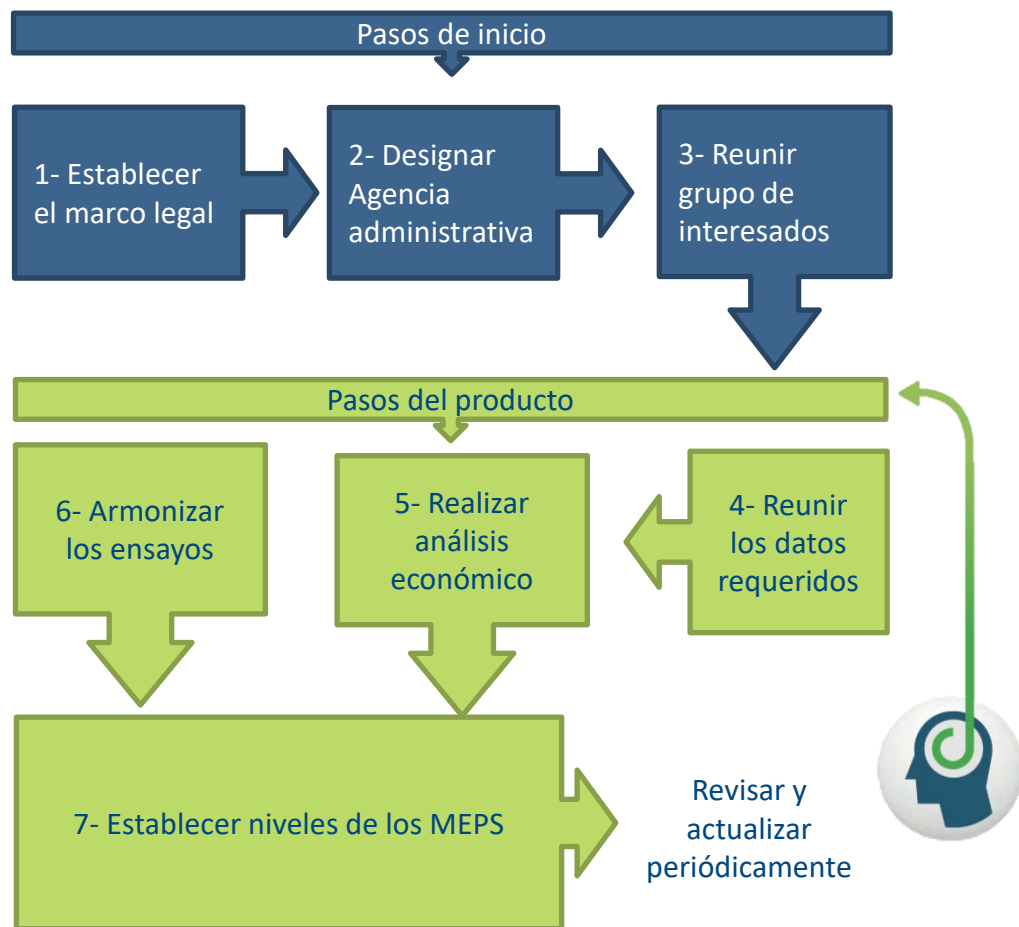 Pasos de inicio
1- Establecer
el marco legal
2- Designar
Agencia
administrativa
3- Reunir
grupo de
interesados
Pasos del producto
6- Armonizar
los ensayos
5- Realizar
análisis
económico
4- Reunir
los datos
requeridos
7- Establecer niveles de los MEPS
Revisar y
actualizar
periódicamente